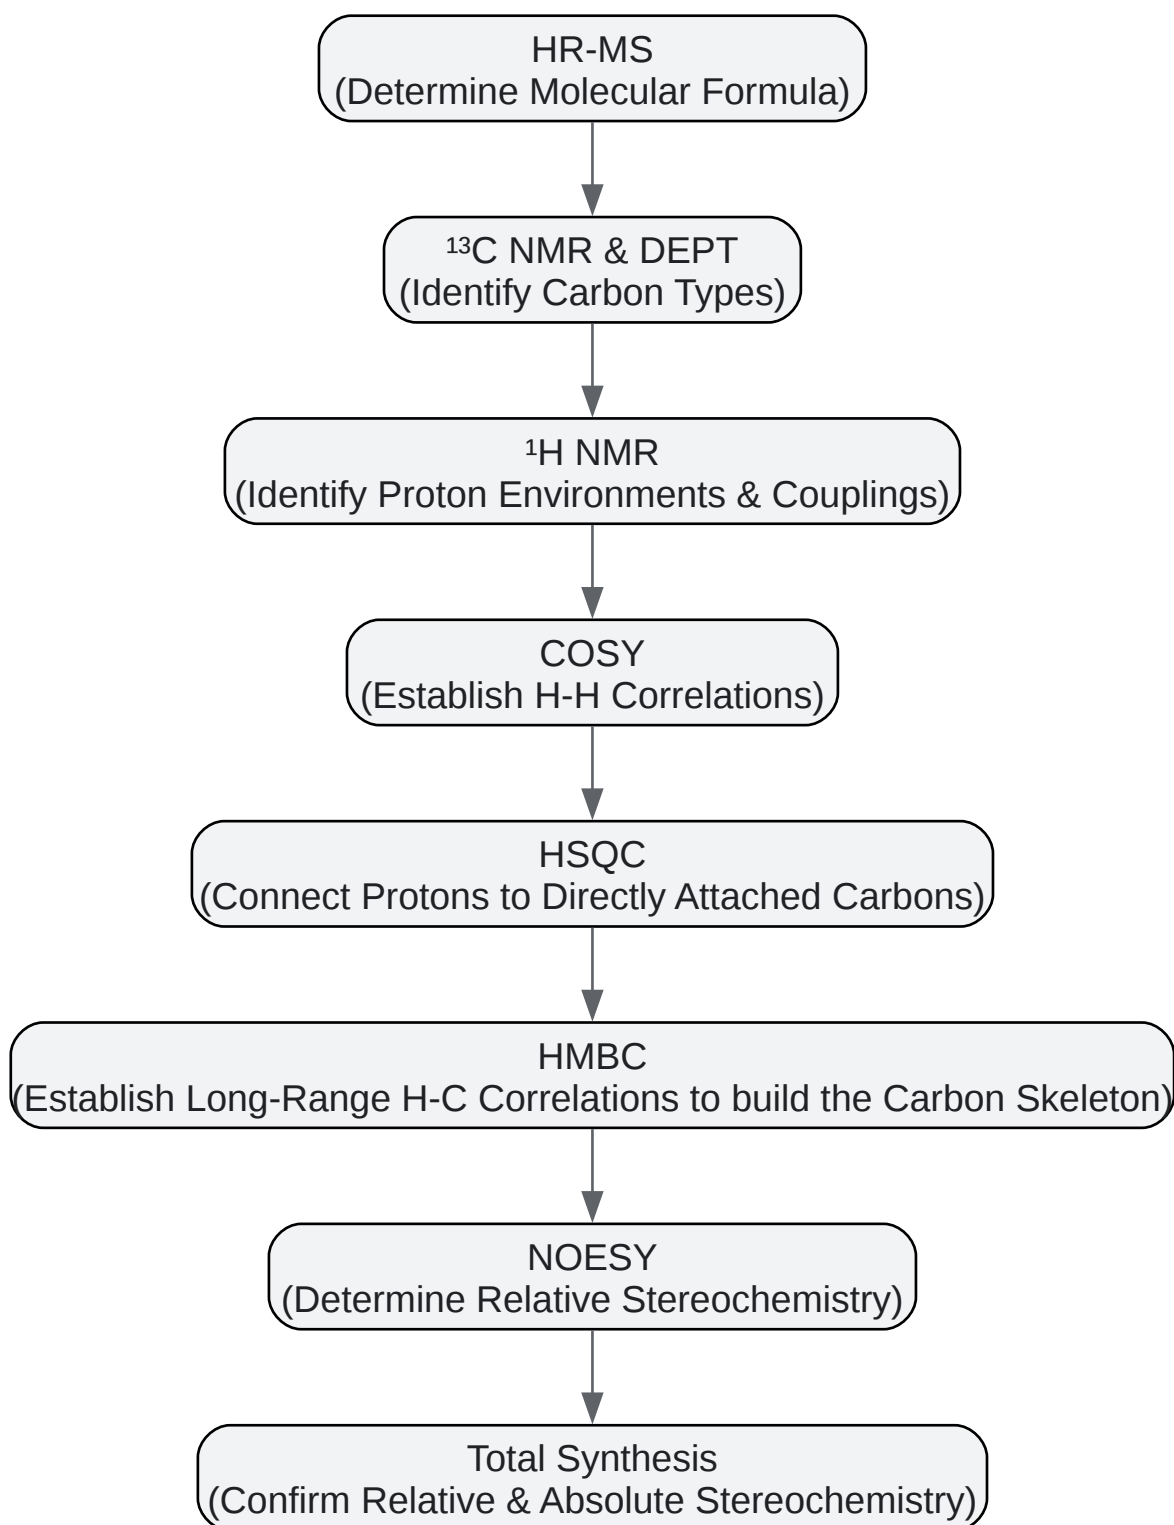 HR-MS
(Determine Molecular Formula)
¹³C NMR & DEPT
(Identify Carbon Types)
¹H NMR
(Identify Proton Environments & Couplings)
COSY
(Establish H-H Correlations)
HSQC
(Connect Protons to Directly Attached Carbons)
HMBC
(Establish Long-Range H-C Correlations to build the Carbon Skeleton)
NOESY
(Determine Relative Stereochemistry)
Total Synthesis
(Confirm Relative & Absolute Stereochemistry)